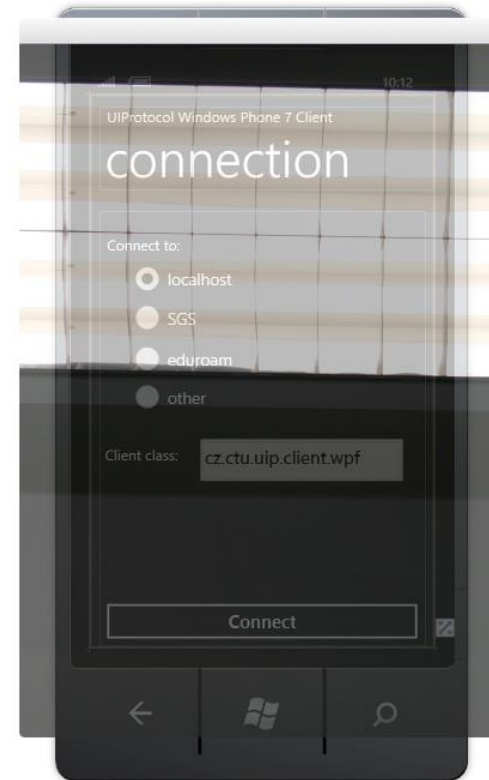 10:12
UIProtocol Windows Phone 7 Client
connection
Connect to:
localhost
SGS
eduroam
other
Client class: cz.ctu.uip.client.wpf
Connect